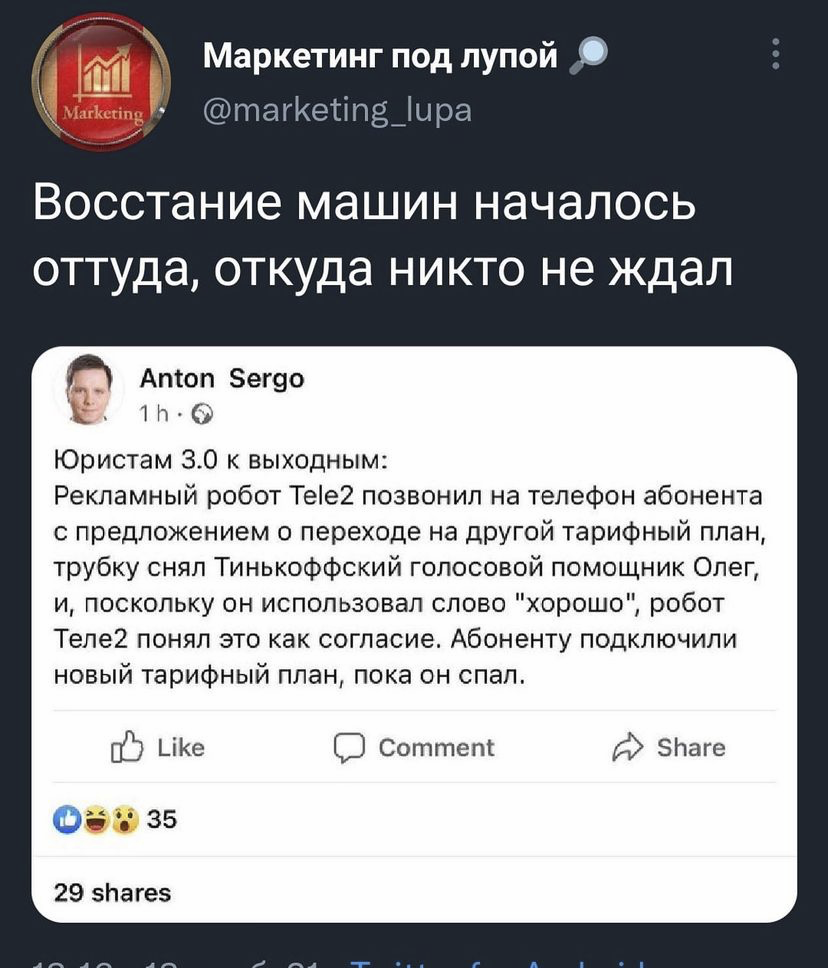 Маркетинг под лупой
Marketing
@marketing_lupa
Восстание машин началось
оттуда, откуда никто не ждал
Anton Sergo
1 h ·
Юристам 3.0 к выходным:
Рекламный робот Tele2 позвонил на телефон абонента
с предложением о переходе на другой тарифный план,
трубку снял Тинькоффский голосовой помощник Олег,
и, поскольку он использовал слово "хорошо", робот
Теле2 понял это как согласие. Абоненту подключили
новый тарифный план, пока он спал.
Like Comment Share
35
29 shares